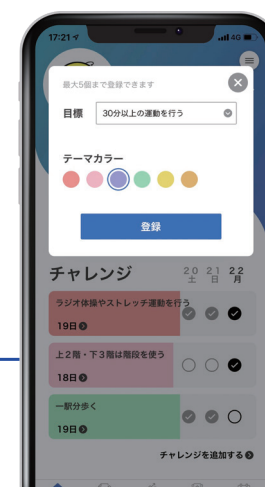 17:21
4G
最大5個まで登録できます
目標 30分以上の運動を行う
テーマカラー
登録
チャレンジ 20 21 22
土 日 月
ラジオ体操やストレッチ運動を行う
19日
上2階・下3階は階段を使う
18日
一駅分歩く
19日
チャレンジを追加する